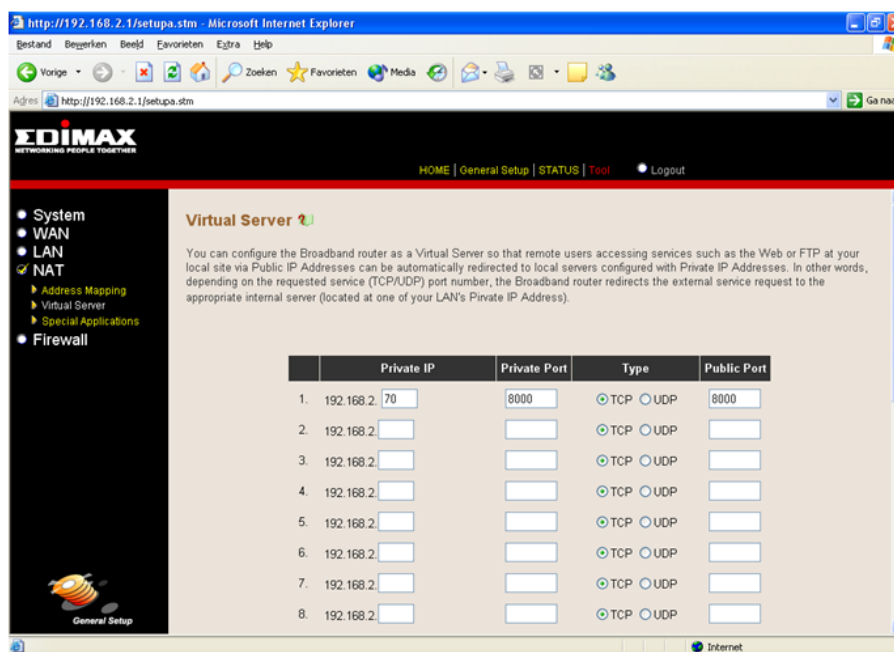 http://192.168.2.1/setupa.stm - Microsoft Internet Explorer
Bestand Bewerken Beeld Favorieten Extra Help
Vorige Zoeken Favorieten Media
Adres http://192.168.2.1/setupa.stm Ga naar
EDIMAX
NETWORKING PEOPLE TOGETHER
HOME | General Setup | STATUS | Tool Logout
System
WAN
LAN
NAT
Address Mapping
Virtual Server
Special Applications
Firewall
General Setup
Virtual Server
You can configure the Broadband router as a Virtual Server so that remote users accessing services such as the Web or FTP at your
local site via Public IP Addresses can be automatically redirected to local servers configured with Private IP Addresses. In other words,
depending on the requested service (TCP/UDP) port number, the Broadband router redirects the external service request to the
appropriate internal server (located at one of your LAN's Pivate IP Address).
Private IP Private Port Type Public Port
1. 192.168.2. 70 8000 TCP UDP 8000
2. 192.168.2. TCP UDP
3. 192.168.2. TCP UDP
4. 192.168.2. TCP UDP
5. 192.168.2. TCP UDP
6. 192.168.2. TCP UDP
7. 192.168.2. TCP UDP
8. 192.168.2. TCP UDP
Internet